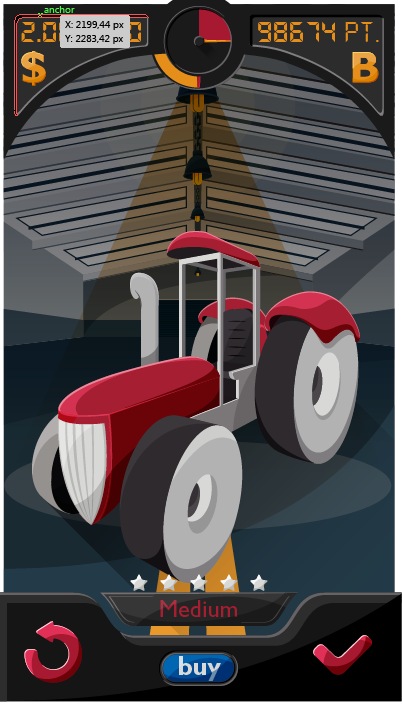 anchor
X: 2199,44 px
Y: 2283,42 px
98674 PT.
$
B
Medium
buy